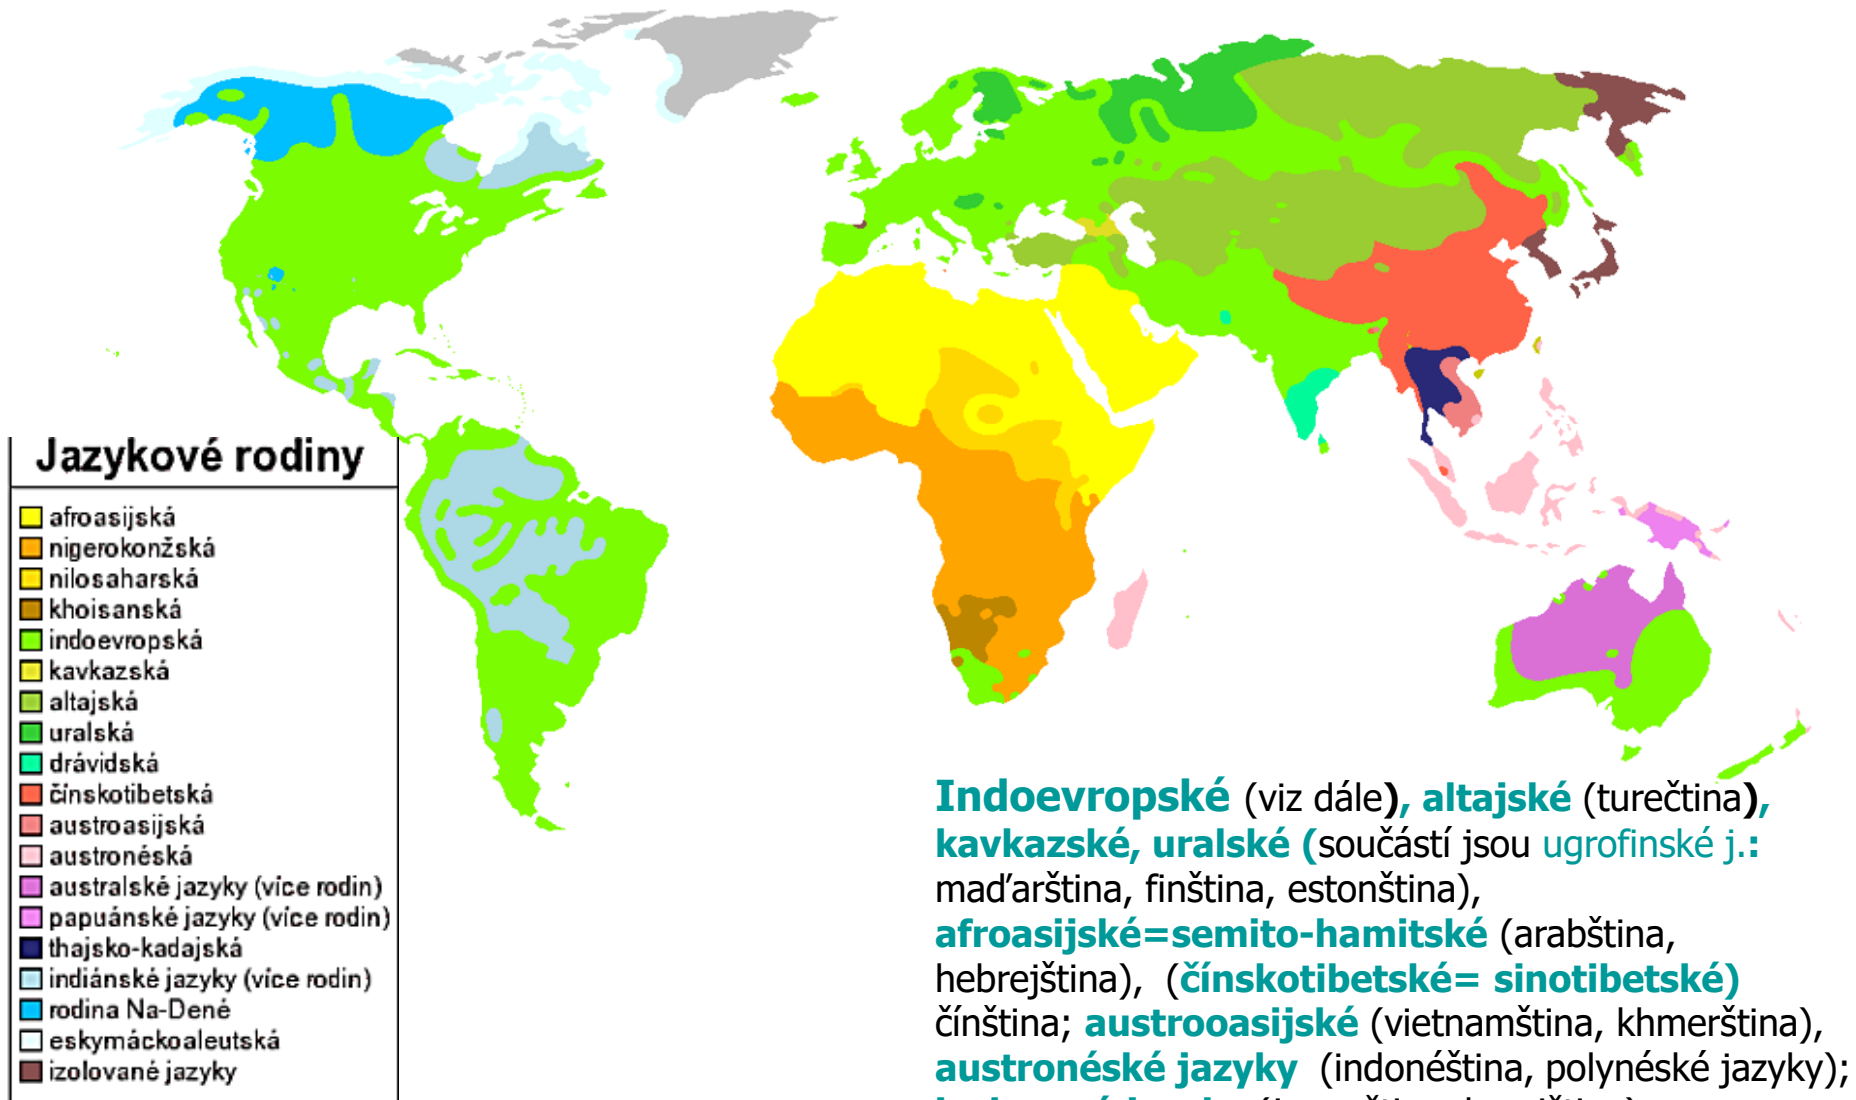 Jazykové rodiny
afroasijská
nigerokonžská
nilosaharská
khoisanská
indoevropská
kavkazská
altajská
uralská
drávidská
čínskotibetská
austroasijská
austronéská
australské jazyky (více rodin)
papuánské jazyky (více rodin)
thajsko-kadajská
indiánské jazyky (více rodin)
rodina Na-Dené
eskymáckoaleutská
izolované jazyky
Indoevropské (viz dále), altajské (turečtina),
kavkazské, uralské (součástí jsou ugrofinské j.:
maďarština, finština, estonština),
afroasijské=semito-hamitské (arabština,
hebrejština), (čínskotibetské= sinotibetské)
čínština; austrooasijské (vietnamština, khmerština),
austronéské jazyky (indonéština, polynéské jazyky);